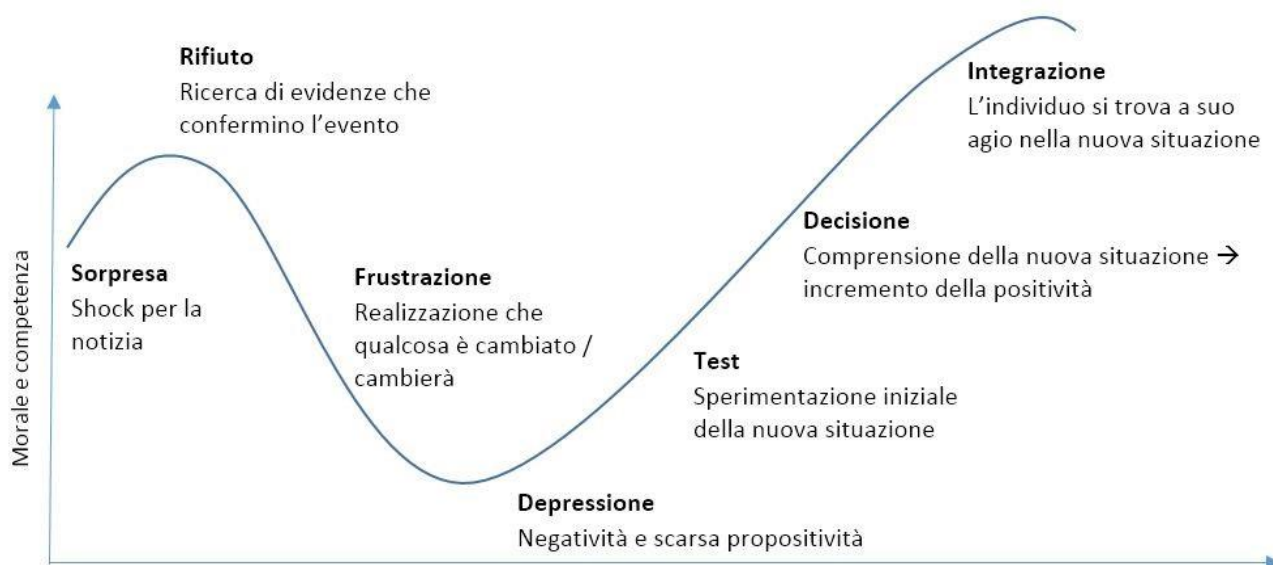 Rifiuto
Ricerca di evidenze che
confermino l'evento
Integrazione
L'individuo si trova a suo
agio nella nuova situazione
Decisione
Comprensione della nuova situazione →
incremento della positività
Sorpresa
Shock per la
notizia
Frustrazione
Realizzazione che
qualcosa è cambiato /
cambierà
Test
Sperimentazione iniziale
della nuova situazione
Depressione
Negatività e scarsa propositività
Morale e competenza